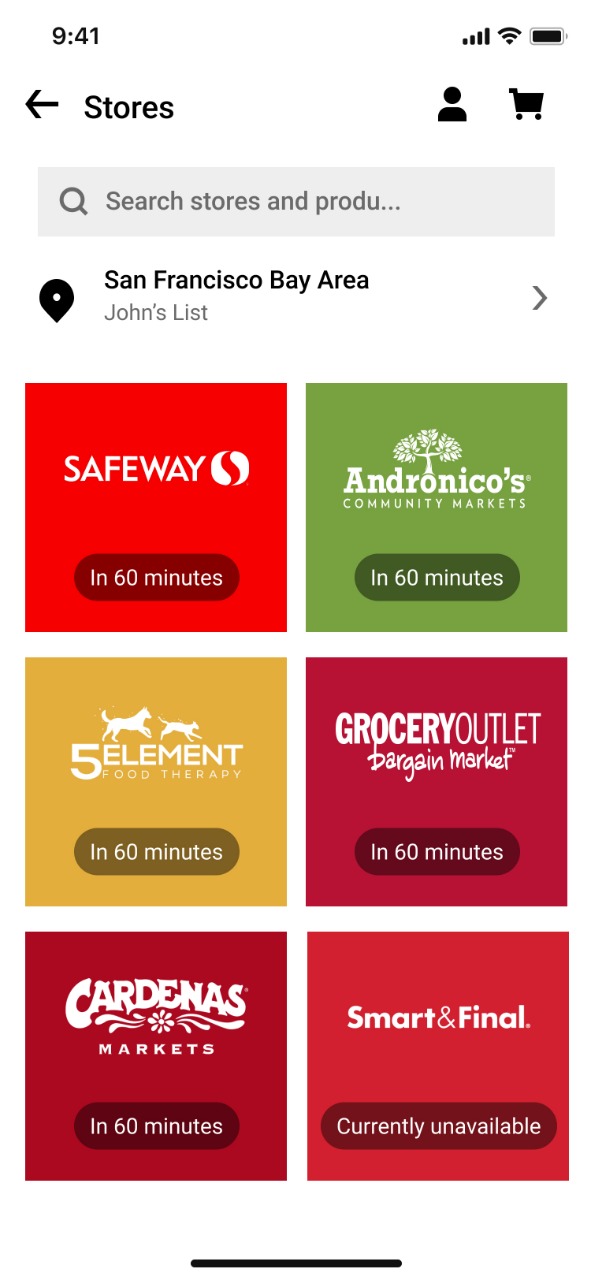 9:41
Stores
Search stores and produ...
San Francisco Bay Area
John’s List
SAFEWAY
In 60 minutes
Andronico's®
COMMUNITY MARKETS
In 60 minutes
5ELEMENT
FOOD THERAPY
In 60 minutes
GROCERYOUTLET
bargain market™
In 60 minutes
CARDENAS®
MARKETS
In 60 minutes
Smart&Final®
Currently unavailable